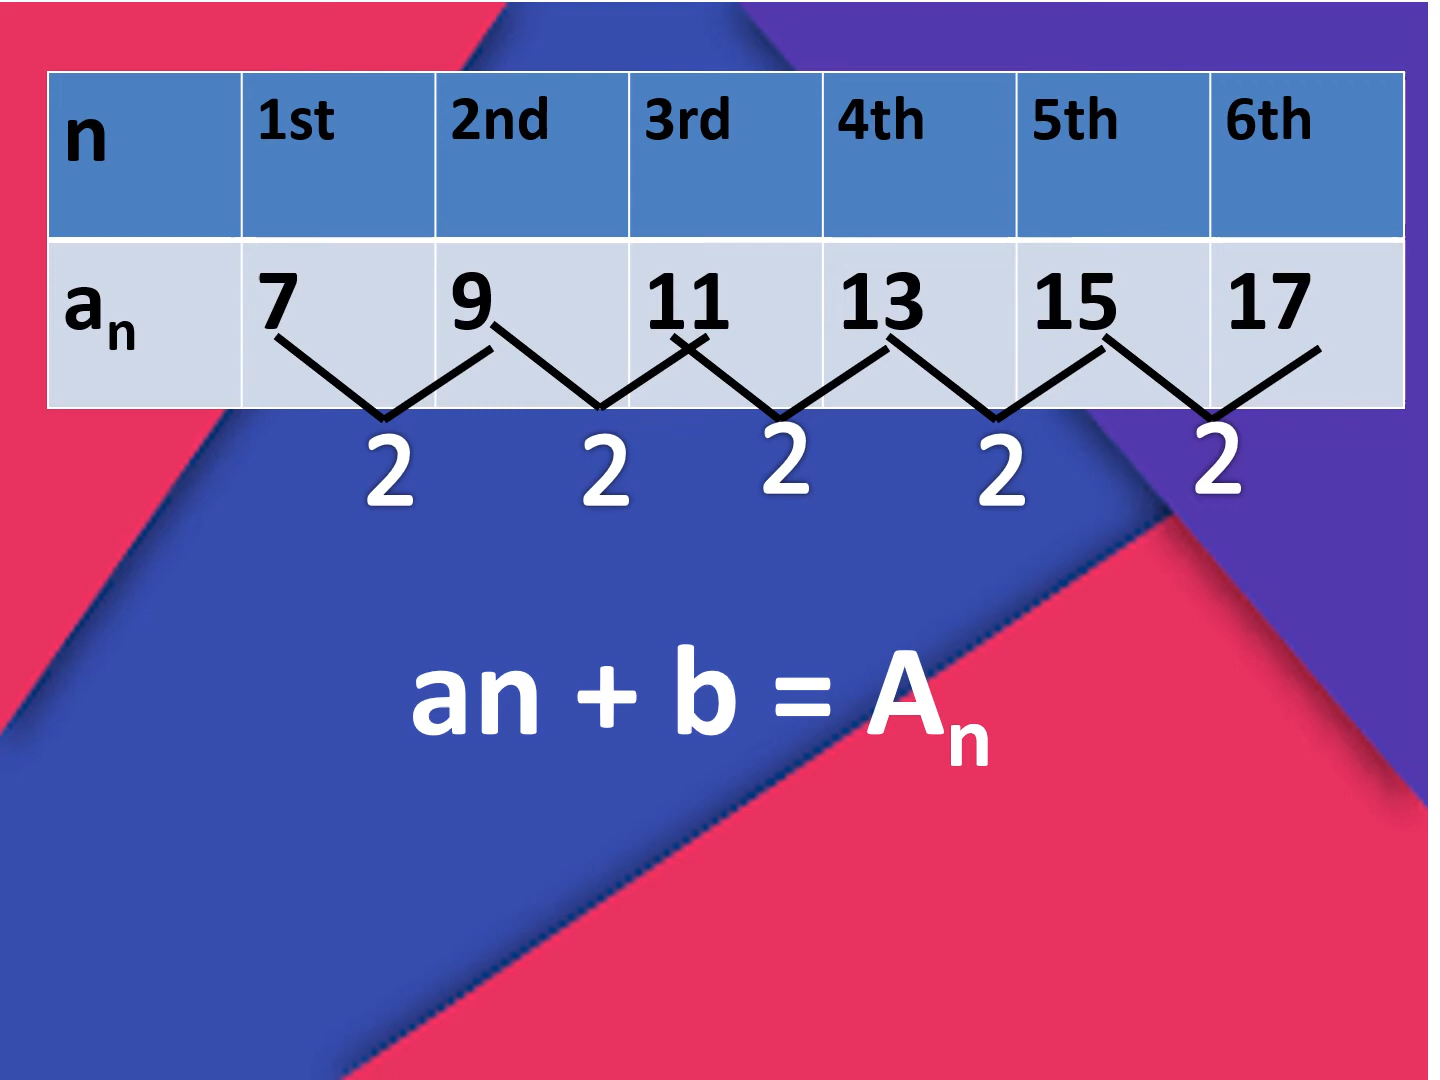 n 1st 2nd 3rd 4th 5th 6th
aₙ 7 9 11 13 15 17
2 2 2 2 2
an + b = Aₙ